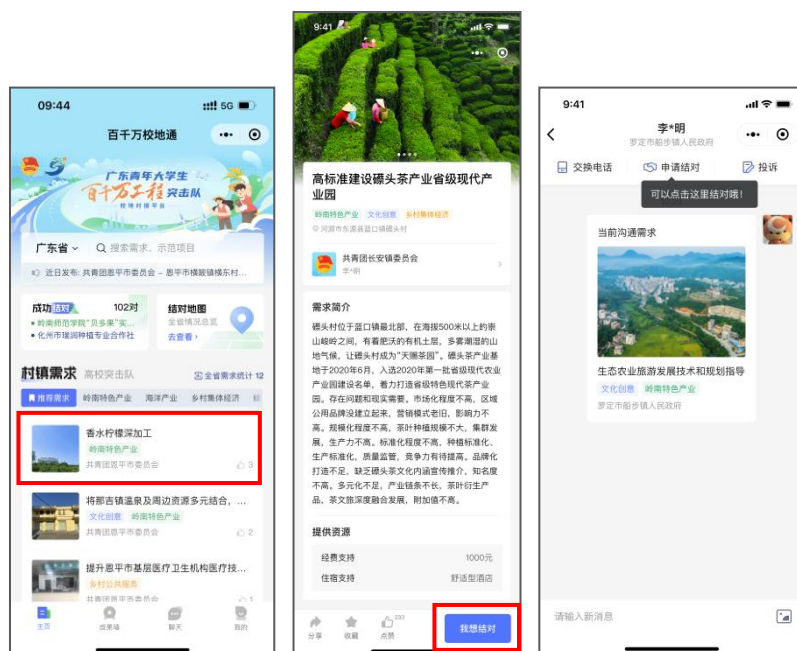 09:44
5G
百千万校地通
广东青年大学生
百千万工程突击队
校地对接平台
广东省
搜索需求、示范项目
近日发布: 共青团恩平市委员会 – 恩平市横陂镇横东村...
成功结对
102对
岭南师范学院"贝多果"实...
化州市瑞润种植专业合作社
结对地图
全省情况总览
去查看
村镇需求
高校突击队
全省需求统计 12
推荐需求
岭南特色产业
海洋产业
乡村集体经济
香水柠檬深加工
岭南特色产业
共青团恩平市委员会
3
将那吉镇温泉及周边资源多元结合，...
文化创意
岭南特色产业
共青团恩平市委员会
2
提升恩平市基层医疗卫生机构医疗技...
乡村公共服务
共青团恩平市委员会
1
主页
成果墙
聊天
我的
9:41
高标准建设礤头茶产业省级现代产
业园
岭南特色产业
文化创意
乡村集体经济
河源市东源县蓝口镇礤头村
共青团长安镇委员会
李*明
需求简介
礤头村位于蓝口镇最北部，在海拔500米以上的崇
山峻岭之间，有着肥沃的有机土层，多雾潮湿的山
地气候，让礤头村成为"天赐茶园"。礤头茶产业基
地于2020年6月，入选2020年第一批省级现代农业
产业园建设名单，着力打造省级特色现代茶产业
园。存在问题和现实需要。市场化程度不高，区域
公用品牌没建立起来，营销模式老旧，影响力不
高。规模化程度不高，茶叶种植规模不大，集群发
展，生产力不高。标准化程度不高，种植标准化、
生产标准化，质量监管，竞争力有待提高。品牌化
打造不足，缺乏礤头茶文化内涵宣传推介，知名度
不高。多元化不足，产业链条不长，茶叶衍生产
品、茶文旅深度融合发展，附加值不高。
提供资源
经费支持
1000元
住宿支持
舒适型酒店
分享
收藏
点赞
233
我想结对
9:41
李*明
罗定市船步镇人民政府
交换电话
申请结对
投诉
可以点击这里结对哦！
当前沟通需求
生态农业旅游发展技术和规划指导
文化创意
岭南特色产业
罗定市船步镇人民政府
请输入新消息